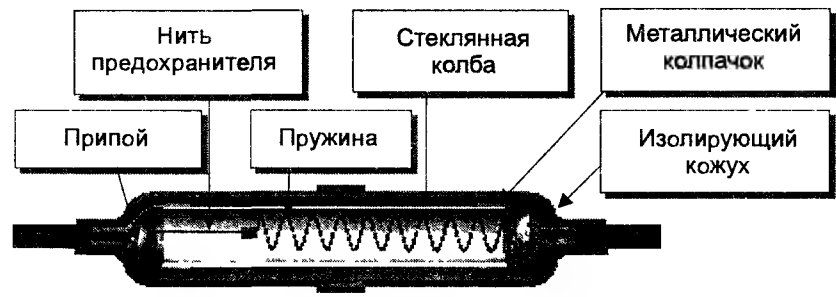 Нить
предохранителя
Стеклянная
колба
Металлический
колпачок
Припой
Пружина
Изолирующий
кожух